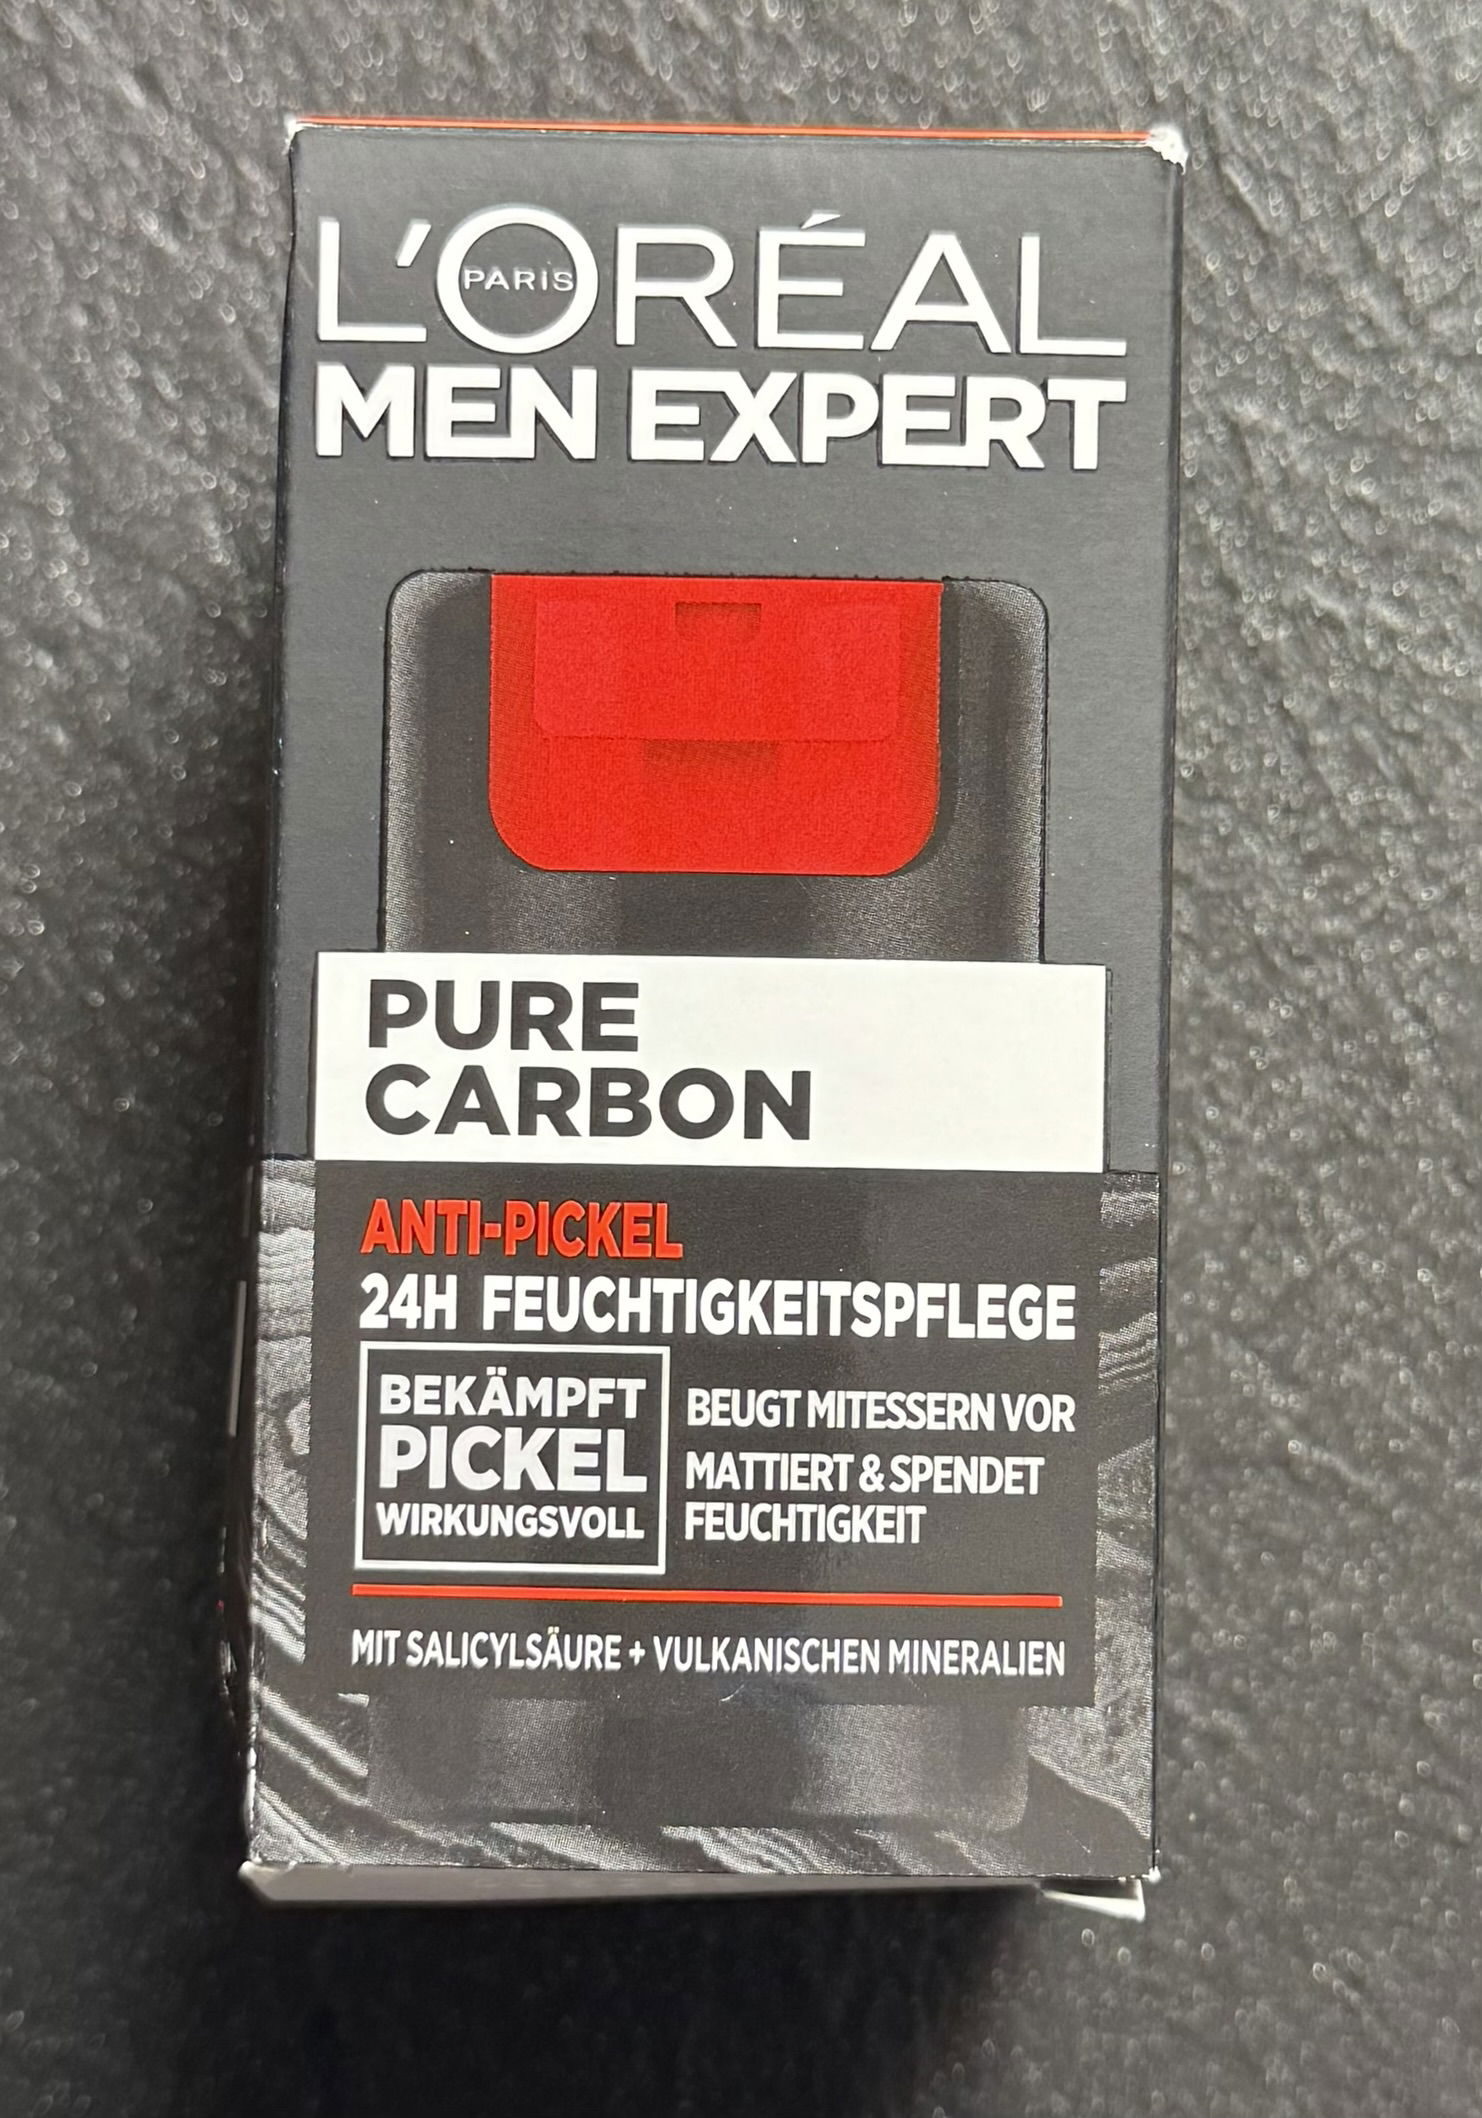 L'ORÉAL
PARIS
MEN EXPERT
PURE
CARBON
ANTI-PICKEL
24H FEUCHTIGKEITSPFLEGE
BEKÄMPFT
PICKEL
WIRKUNGSVOLL
BEUGT MITESSERN VOR
MATTIERT & SPENDET
FEUCHTIGKEIT
MIT SALICYLSÄURE + VULKANISCHEN MINERALIEN